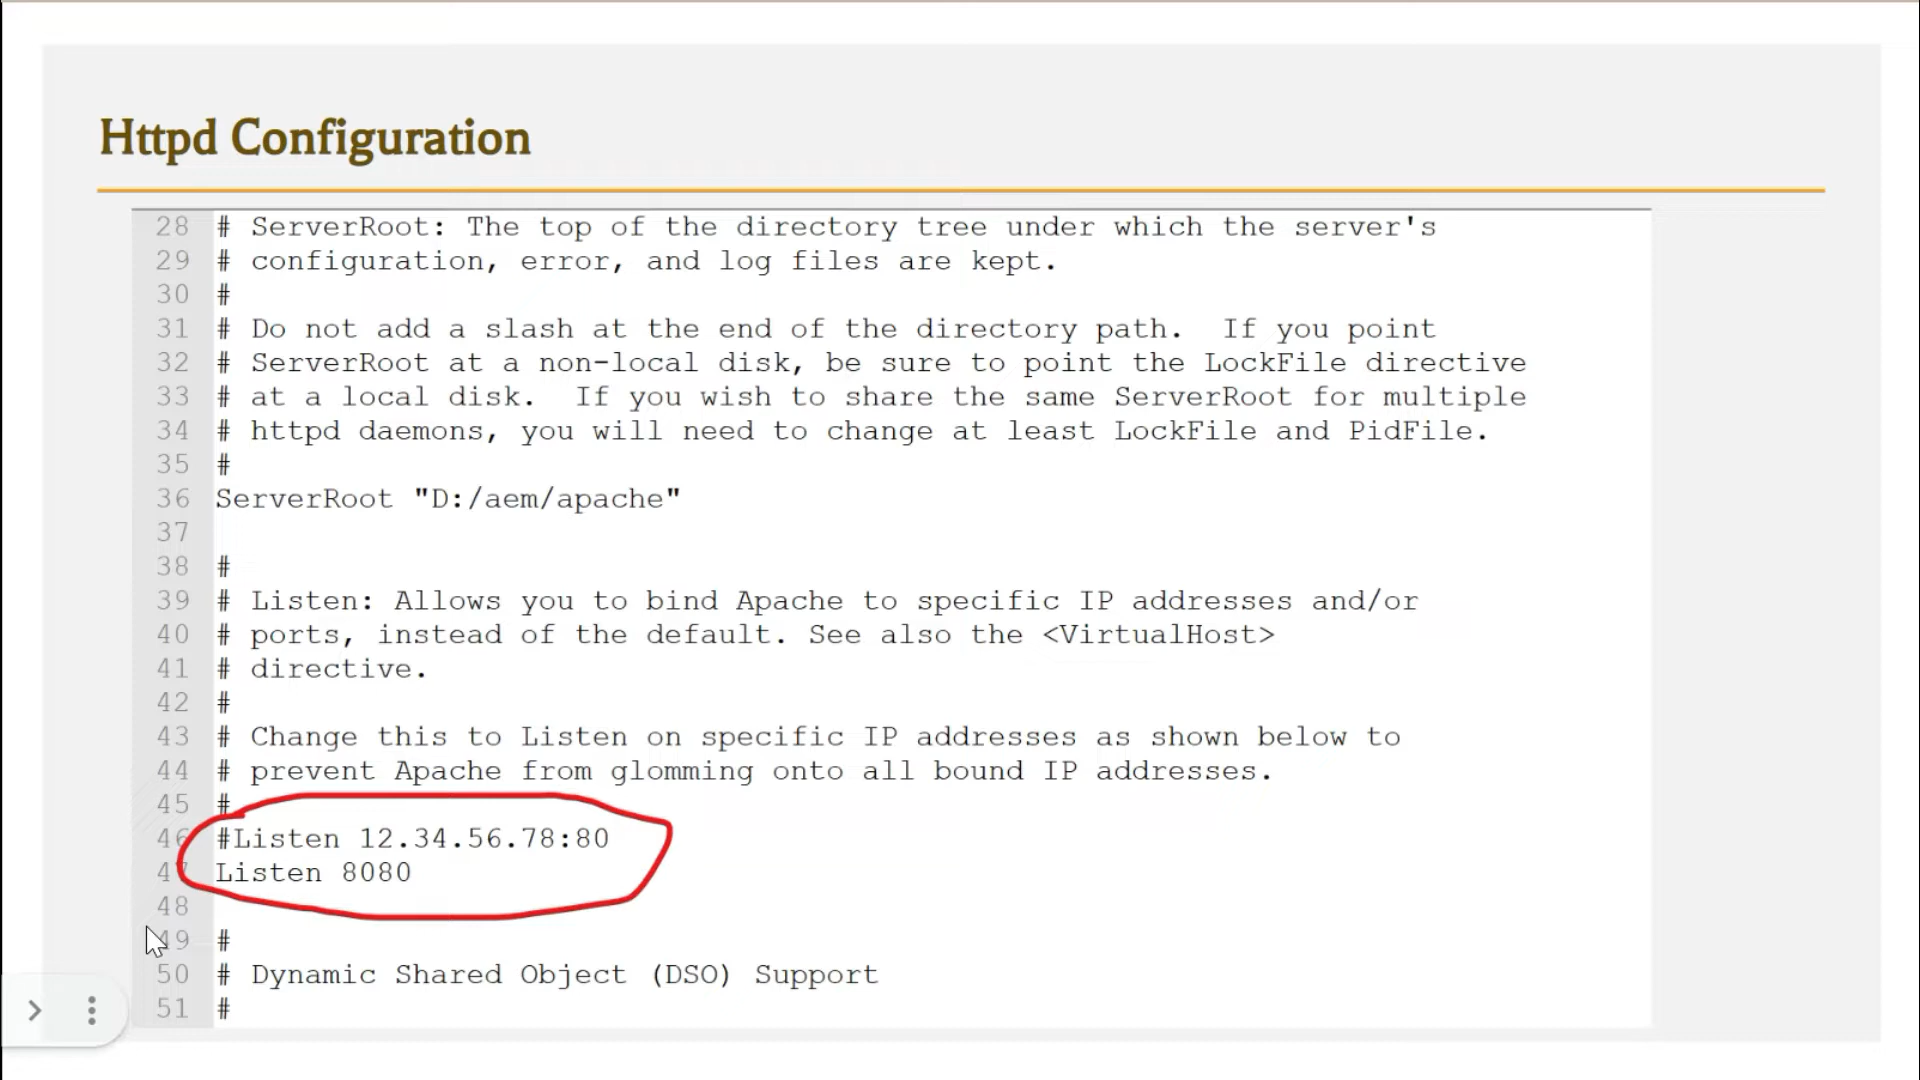 Httpd Configuration
28 # ServerRoot: The top of the directory tree under which the server's
29 # configuration, error, and log files are kept.
30 #
31 # Do not add a slash at the end of the directory path.  If you point
32 # ServerRoot at a non-local disk, be sure to point the LockFile directive
33 # at a local disk.  If you wish to share the same ServerRoot for multiple
34 # httpd daemons, you will need to change at least LockFile and PidFile.
35 #
36 ServerRoot "D:/aem/apache"
37
38 #
39 # Listen: Allows you to bind Apache to specific IP addresses and/or
40 # ports, instead of the default. See also the <VirtualHost>
41 # directive.
42 #
43 # Change this to Listen on specific IP addresses as shown below to
44 # prevent Apache from glomming onto all bound IP addresses.
45 #
46 #Listen 12.34.56.78:80
47 Listen 8080
48
49 #
50 # Dynamic Shared Object (DSO) Support
51 #